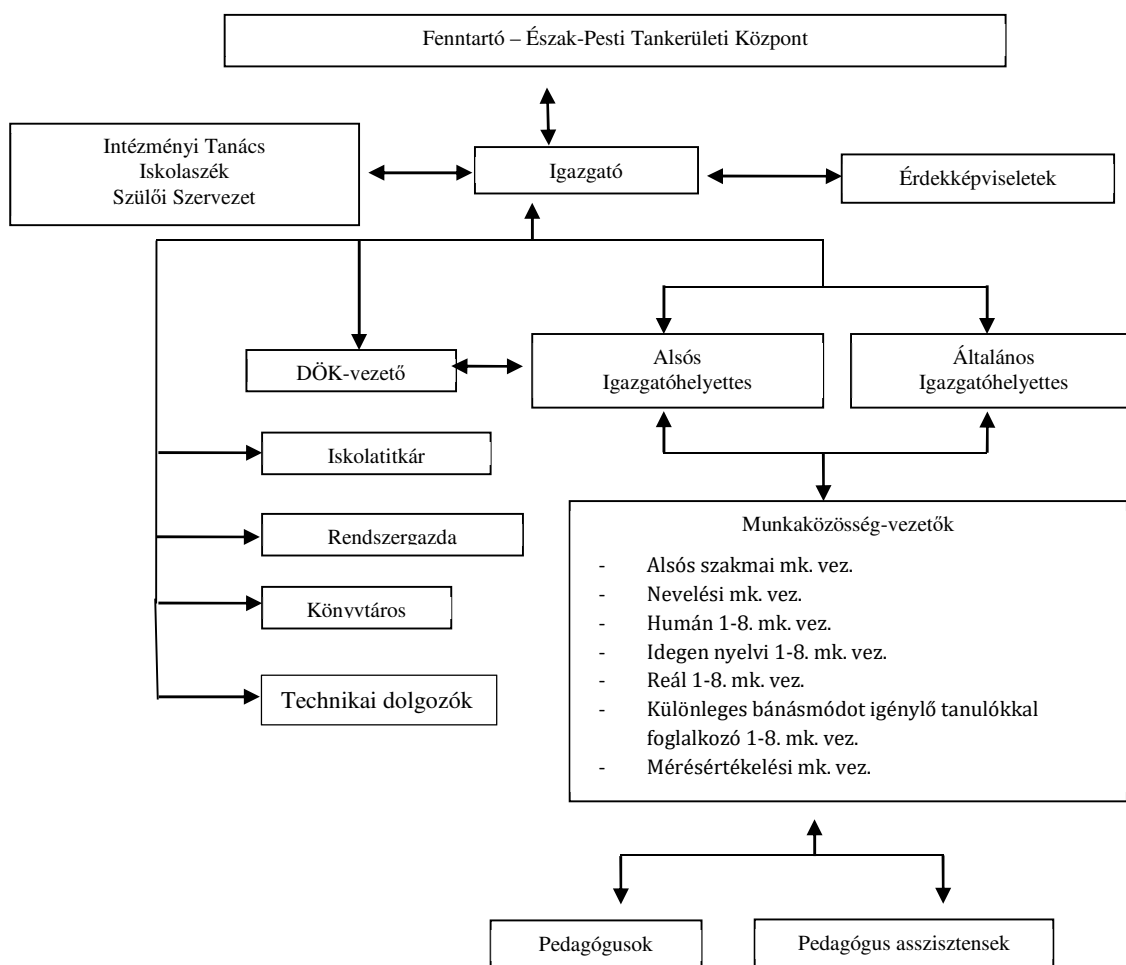 Fenntartó – Észak-Pesti Tankerületi Központ
Intézményi Tanács
Iskolaszék
Szülői Szervezet
Igazgató
Érdekképviseletek
DÖK-vezető
Alsós
Igazgatóhelyettes
Általános
Igazgatóhelyettes
Iskolatitkár
Rendszergazda
Könyvtáros
Technikai dolgozók
Munkaközösség-vezetők
- Alsós szakmai mk. vez.
- Nevelési mk. vez.
- Humán 1-8. mk. vez.
- Idegen nyelvi 1-8. mk. vez.
- Reál 1-8. mk. vez.
- Különleges bánásmódot igénylő tanulókkal
foglalkozó 1-8. mk. vez.
- Mérésértékelési mk. vez.
Pedagógusok
Pedagógus asszisztensek